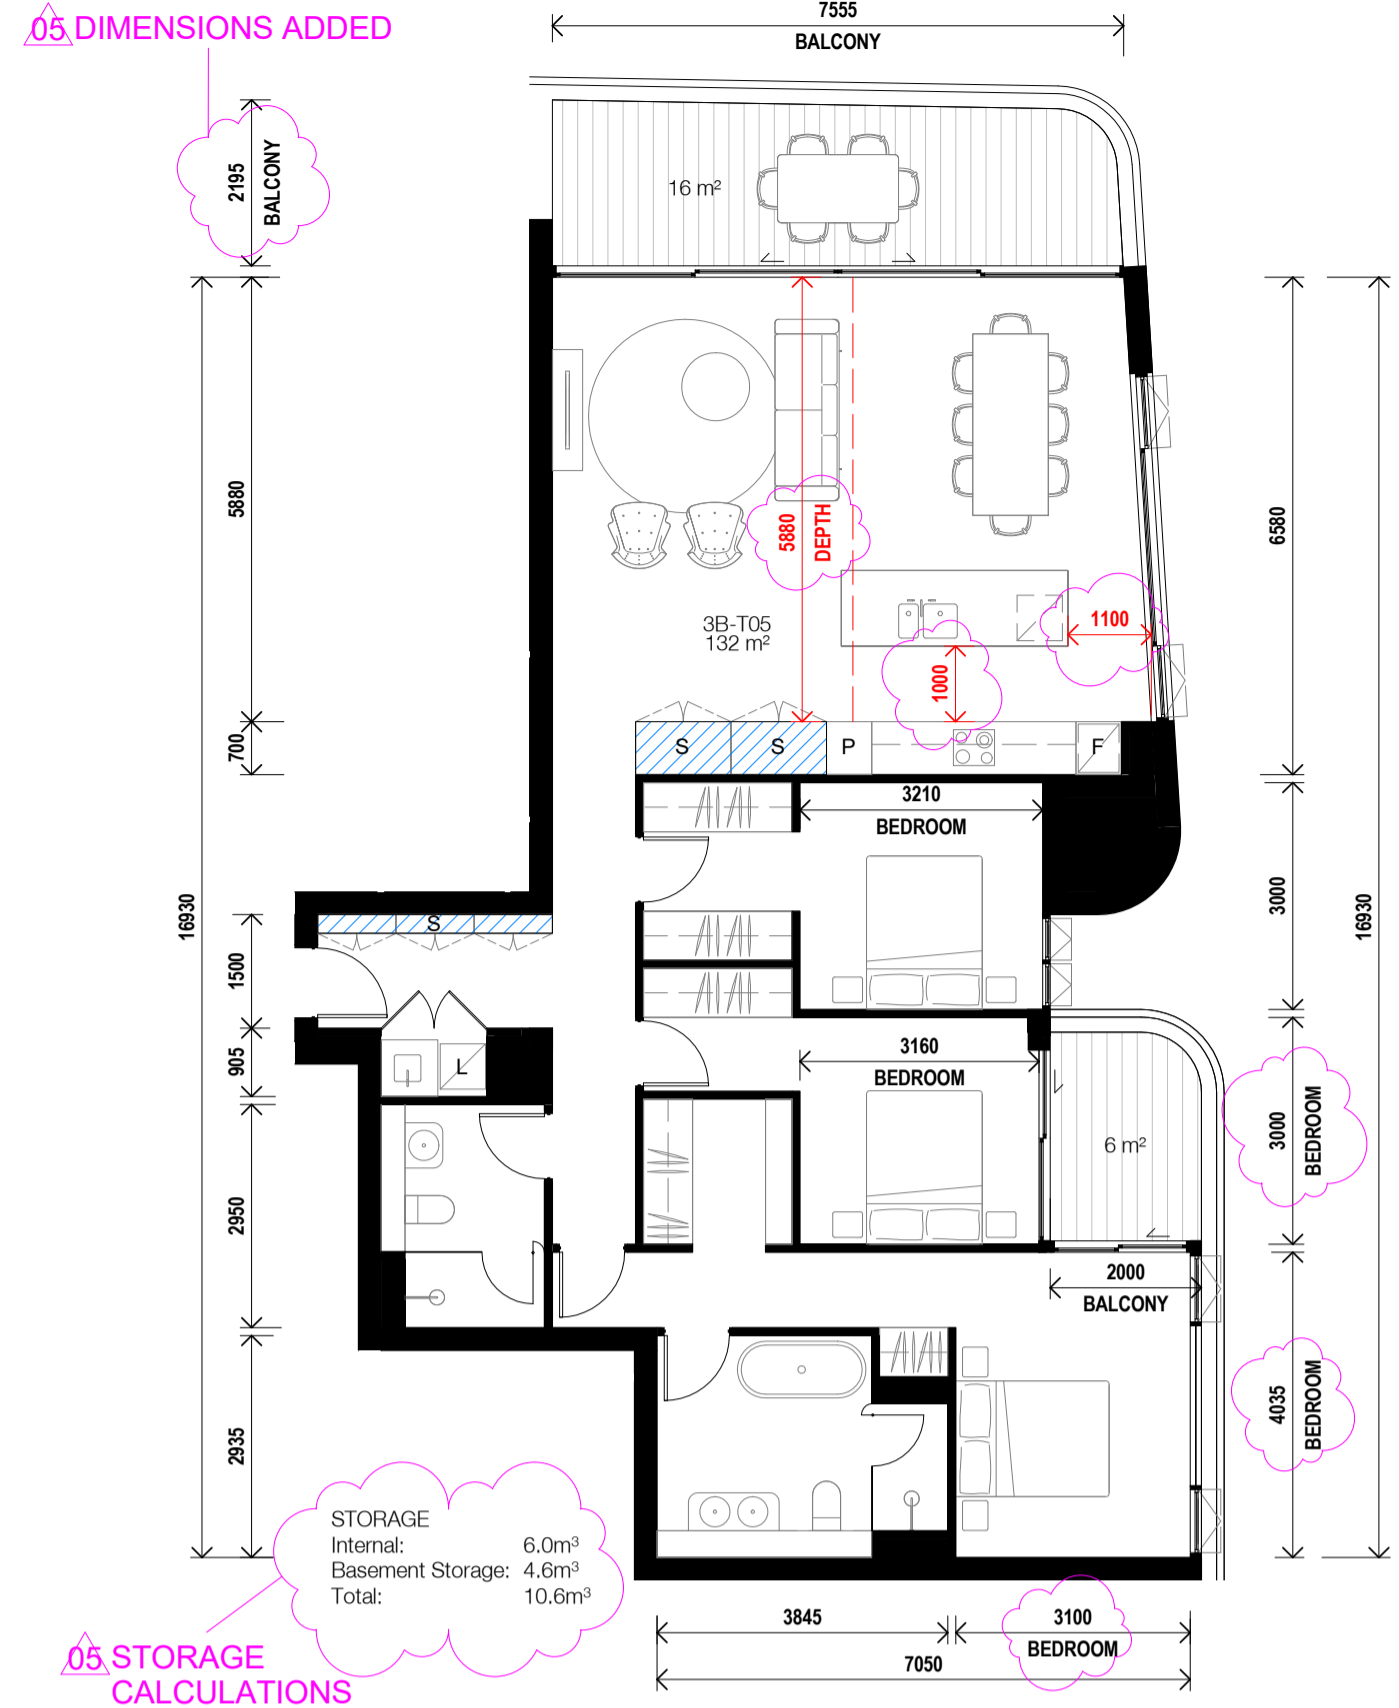 05 DIMENSIONS ADDED
7555
BALCONY
2195
BALCONY
16 m²
5880
DEPTH
5880
6580
3B-T05
132 m²
1100
1000
700
S
S
P
F
3210
BEDROOM
16930
3000
16930
S
1500
905
L
3160
BEDROOM
3000
BEDROOM
6 m²
2950
2000
BALCONY
4035
BEDROOM
2935
STORAGE
Internal: 6.0m³
Basement Storage: 4.6m³
Total: 10.6m³
3845
3100
BEDROOM
7050
05 STORAGE
CALCULATIONS